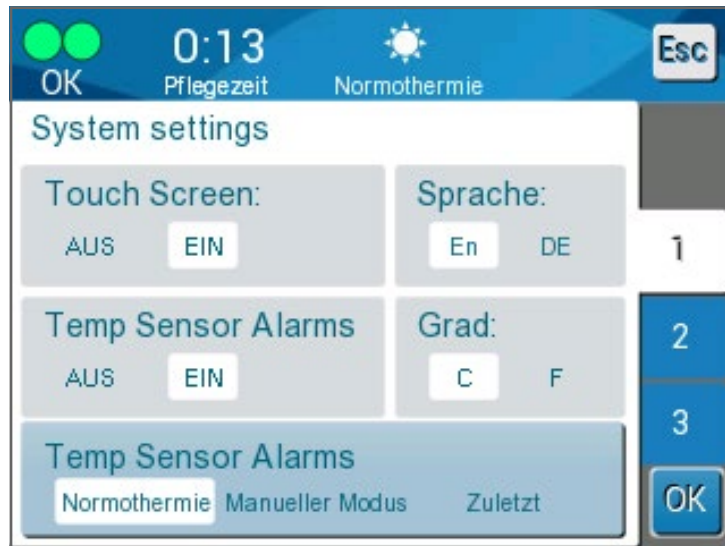 OK 0:13 Esc
Pflegezeit Normothermie
System settings
Touch Screen: Sprache:
AUS EIN En DE
1
Temp Sensor Alarms Grad:
2
AUS EIN C F
3
Temp Sensor Alarms
Normothermie Manueller Modus Zuletzt
OK